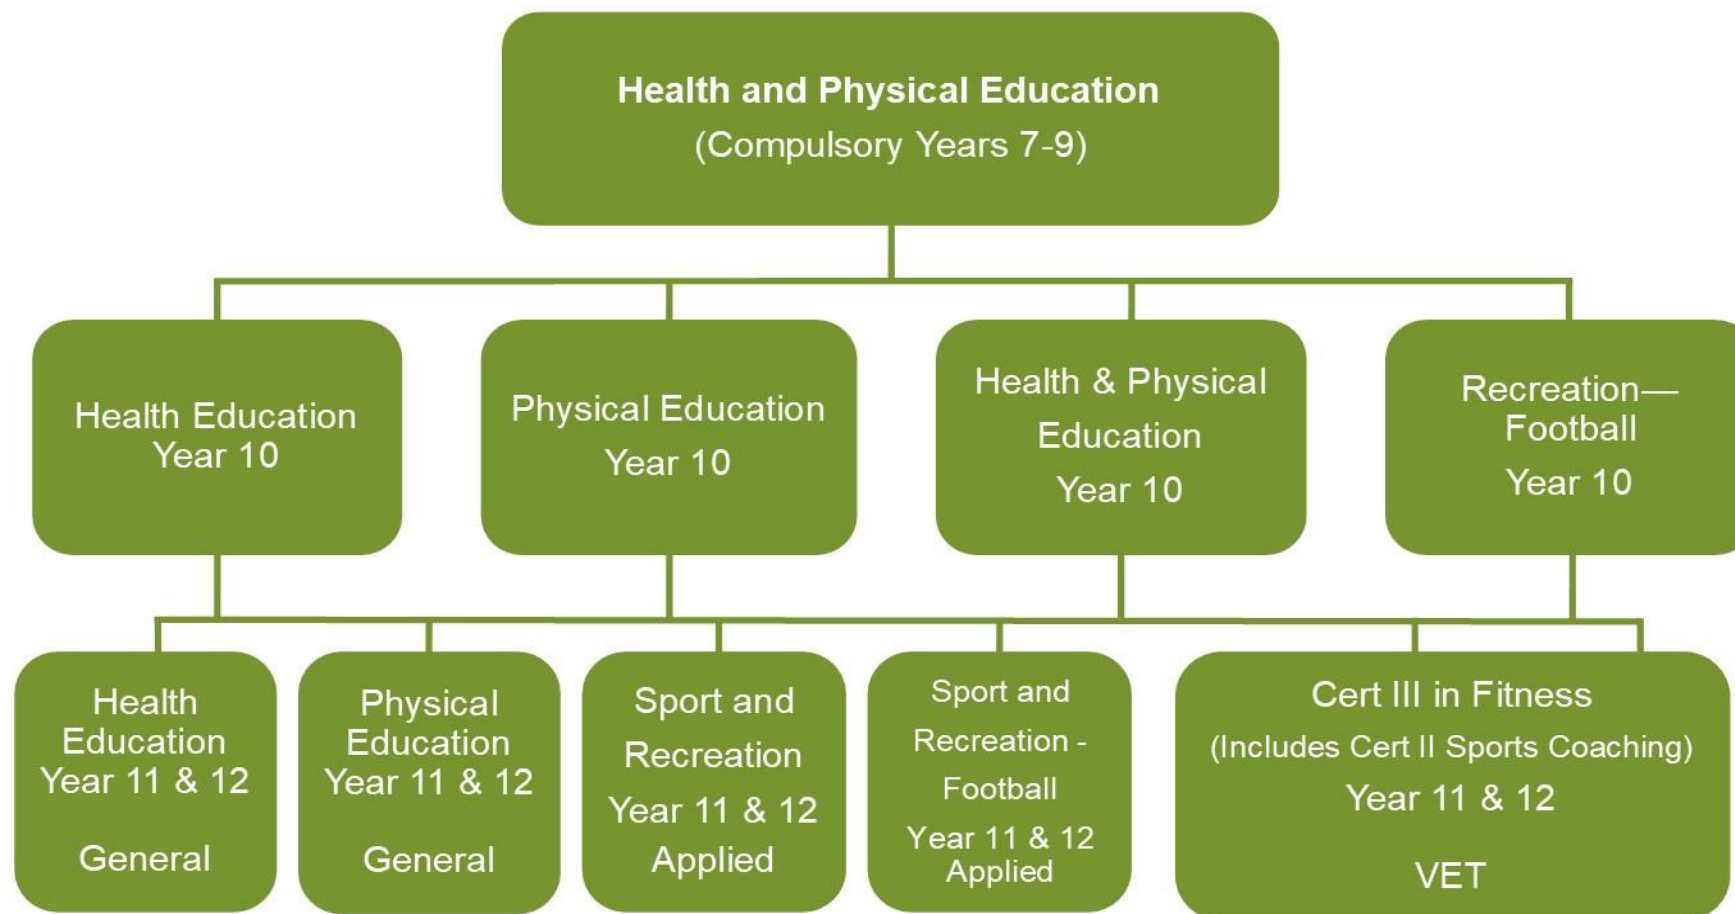 Health and Physical Education
(Compulsory Years 7-9)
Health Education
Year 10
Physical Education
Year 10
Health & Physical
Education
Year 10
Recreation—
Football
Year 10
Health
Education
Year 11 & 12
General
Physical
Education
Year 11 & 12
General
Sport and
Recreation
Year 11 & 12
Applied
Sport and
Recreation -
Football
Year 11 & 12
Applied
Cert III in Fitness
(Includes Cert II Sports Coaching)
Year 11 & 12
VET